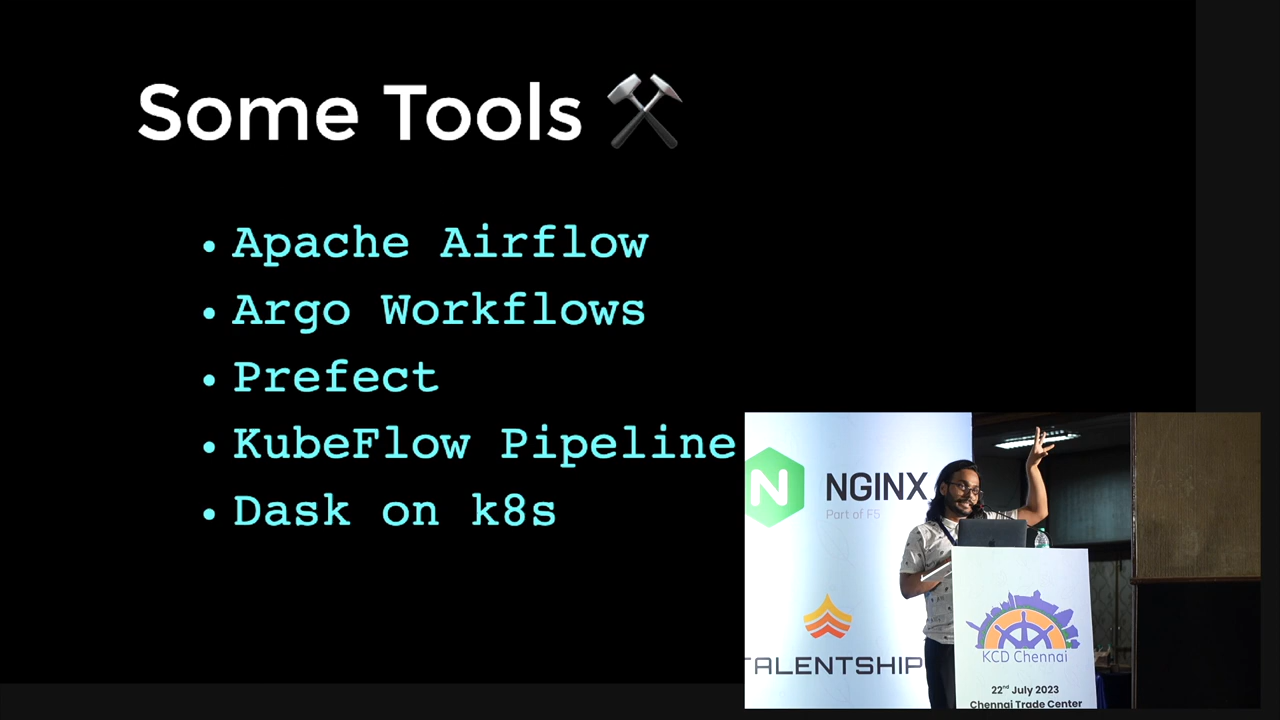 Some Tools
• Apache Airflow
• Argo Workflows
• Prefect
• KubeFlow Pipeline
• Dask on k8s
N
NGINX
Part of F5
TALENTSHIP
KCD Chennai
22nd July 2023
Chennai Trade Center